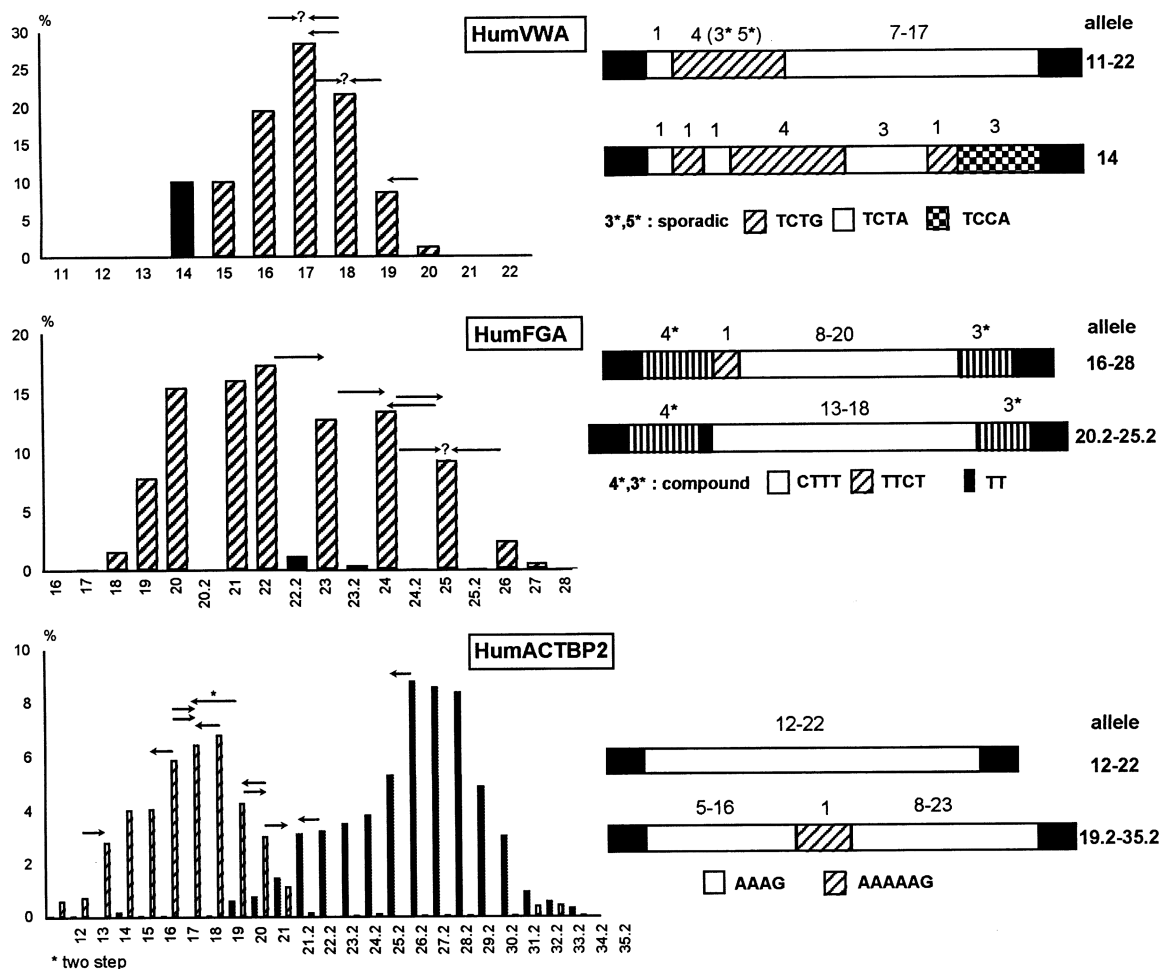 %
HumVWA
30
25
20
15
10
5
0
? 
?
11 12 13 14 15 16 17 18 19 20 21 22
allele
1 4 (3* 5*) 7-17
11-22
1 1 1 4 3 1 3
14
3*,5* : sporadic TCTG TCTA TCCA
%
HumFGA
20
15
10
5
0
?
16 17 18 19 20 20.2 21 22 22.2 23 23.2 24 24.2 25 25.2 26 27 28
allele
4* 1 8-20 3*
16-28
4* 13-18 3*
20.2-25.2
4*,3* : compound CTTT TTCT TT
%
HumACTBP2
10
8
6
4
2
0
*
12 13 14 15 16 17 18 19 20 21 21.2 22.2 23.2 24.2 25.2 26.2 27.2 28.2 29.2 30.2 31.2 32.2 33.2 34.2 35.2
* two step
allele
12-22
12-22
5-16 1 8-23
19.2-35.2
AAAG AAAAAG